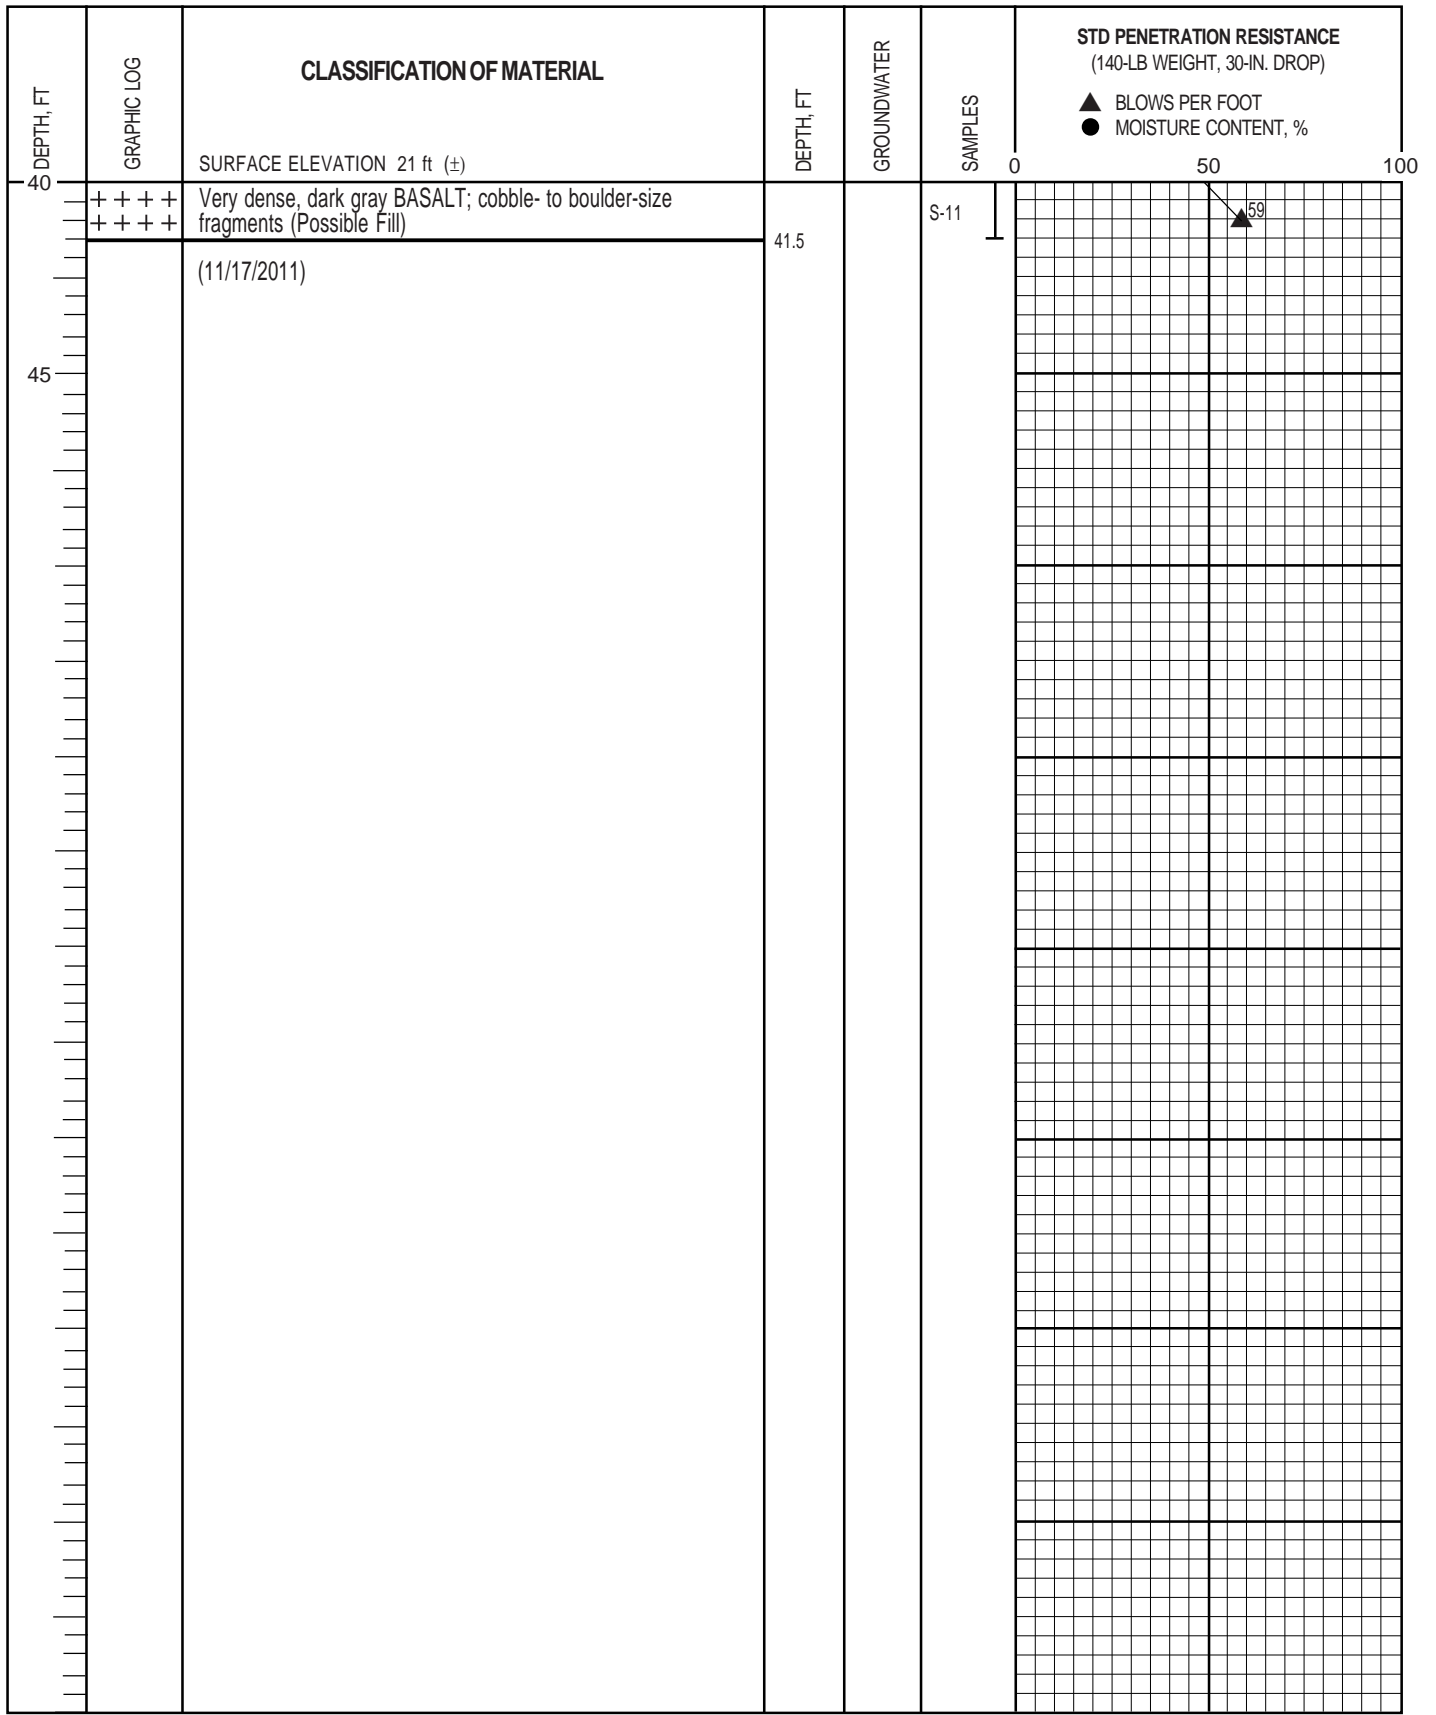 DEPTH, FT
GRAPHIC LOG
CLASSIFICATION OF MATERIAL
SURFACE ELEVATION 21 ft (±)
DEPTH, FT
GROUNDWATER
SAMPLES
STD PENETRATION RESISTANCE
(140-LB WEIGHT, 30-IN. DROP)
BLOWS PER FOOT
MOISTURE CONTENT, %
0 50 100
40
Very dense, dark gray BASALT; cobble- to boulder-size
fragments (Possible Fill)
S-11
59
41.5
(11/17/2011)
45